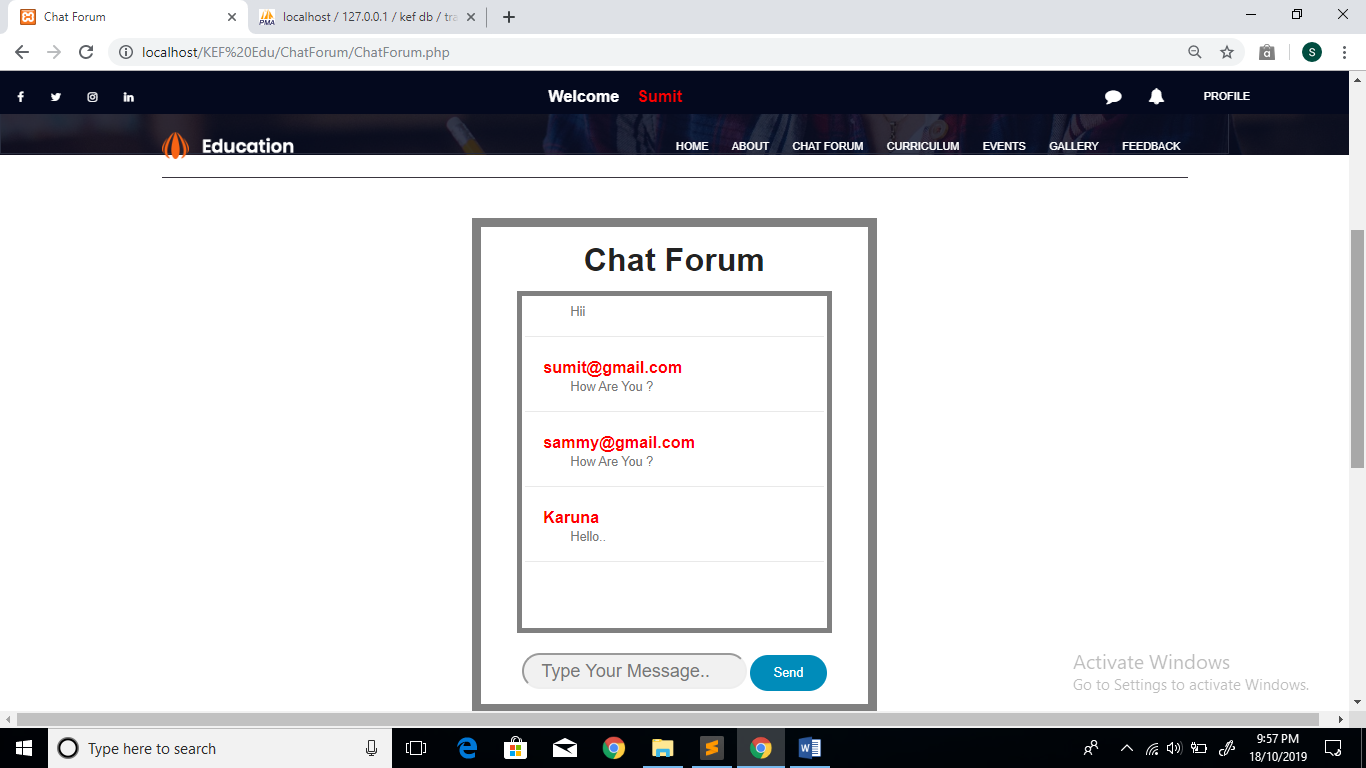 Chat Forum
localhost / 127.0.0.1 / kef db / tra
localhost/KEF%20Edu/ChatForum/ChatForum.php
S
Welcome Sumit
PROFILE
Education
HOME ABOUT CHAT FORUM CURRICULUM EVENTS GALLERY FEEDBACK
Chat Forum
Hii
sumit@gmail.com
How Are You ?
sammy@gmail.com
How Are You ?
Karuna
Hello..
Type Your Message..
Send
Activate Windows
Go to Settings to activate Windows.
Type here to search
9:57 PM
18/10/2019